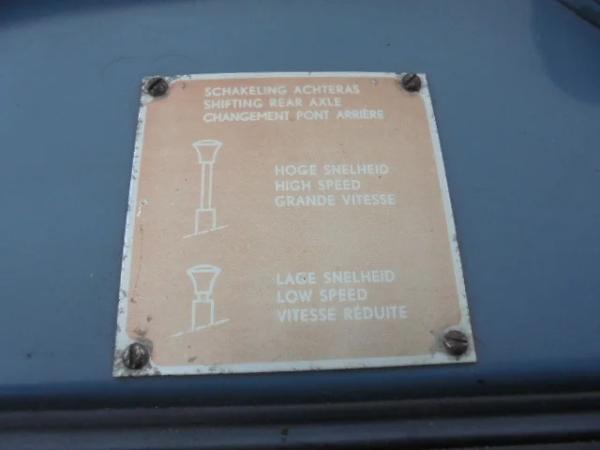 SCHAKELING ACHTERAS
SHIFTING REAR AXLE
CHANGEMENT PONT ARRIÈRE
HOGE SNELHEID
HIGH SPEED
GRANDE VITESSE
LAGE SNELHEID
LOW SPEED
VITESSE RÉDUITE